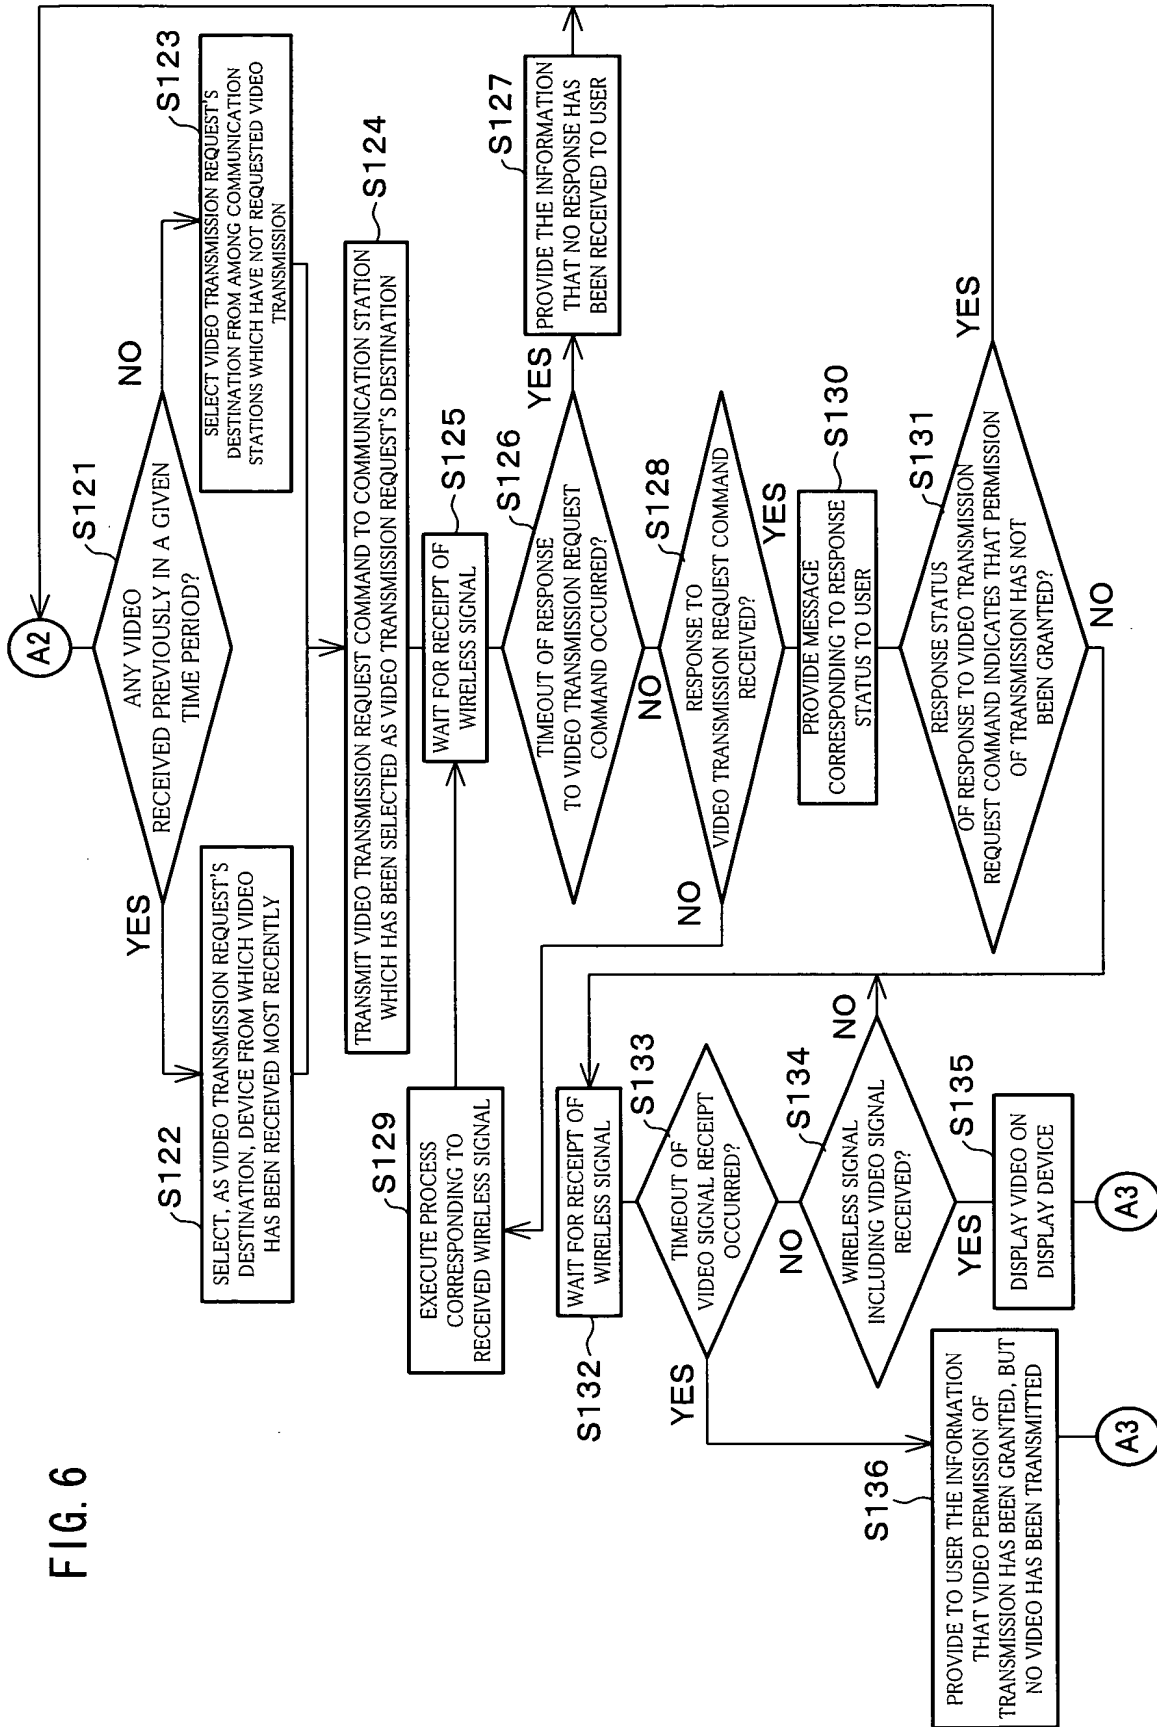 FIG. 6
A2
S121
ANY VIDEO
RECEIVED PREVIOUSLY IN A GIVEN
TIME PERIOD?
YES
NO
S122
SELECT, AS VIDEO TRANSMISSION REQUEST'S
DESTINATION, DEVICE FROM WHICH VIDEO
HAS BEEN RECEIVED MOST RECENTLY
S123
SELECT VIDEO TRANSMISSION REQUEST'S
DESTINATION FROM AMONG COMMUNICATION
STATIONS WHICH HAVE NOT REQUESTED VIDEO
TRANSMISSION
S124
TRANSMIT VIDEO TRANSMISSION REQUEST COMMAND TO COMMUNICATION STATION
WHICH HAS BEEN SELECTED AS VIDEO TRANSMISSION REQUEST'S DESTINATION
S125
WAIT FOR RECEIPT OF
WIRELESS SIGNAL
S126
TIMEOUT OF RESPONSE
TO VIDEO TRANSMISSION REQUEST
COMMAND OCCURRED?
YES
NO
S127
PROVIDE THE INFORMATION
THAT NO RESPONSE HAS
BEEN RECEIVED TO USER
S128
RESPONSE TO
VIDEO TRANSMISSION REQUEST COMMAND
RECEIVED?
NO
YES
S129
EXECUTE PROCESS
CORRESPONDING TO
RECEIVED WIRELESS SIGNAL
S130
PROVIDE MESSAGE
CORRESPONDING TO RESPONSE
STATUS TO USER
S131
RESPONSE STATUS
OF RESPONSE TO VIDEO TRANSMISSION
REQUEST COMMAND INDICATES THAT PERMISSION
OF TRANSMISSION HAS NOT
BEEN GRANTED?
YES
NO
S132
WAIT FOR RECEIPT OF
WIRELESS SIGNAL
S133
TIMEOUT OF
VIDEO SIGNAL RECEIPT
OCCURRED?
YES
NO
S134
WIRELESS SIGNAL
INCLUDING VIDEO SIGNAL
RECEIVED?
NO
YES
S135
DISPLAY VIDEO ON
DISPLAY DEVICE
A3
S136
PROVIDE TO USER THE INFORMATION
THAT VIDEO PERMISSION OF
TRANSMISSION HAS BEEN GRANTED, BUT
NO VIDEO HAS BEEN TRANSMITTED
A3